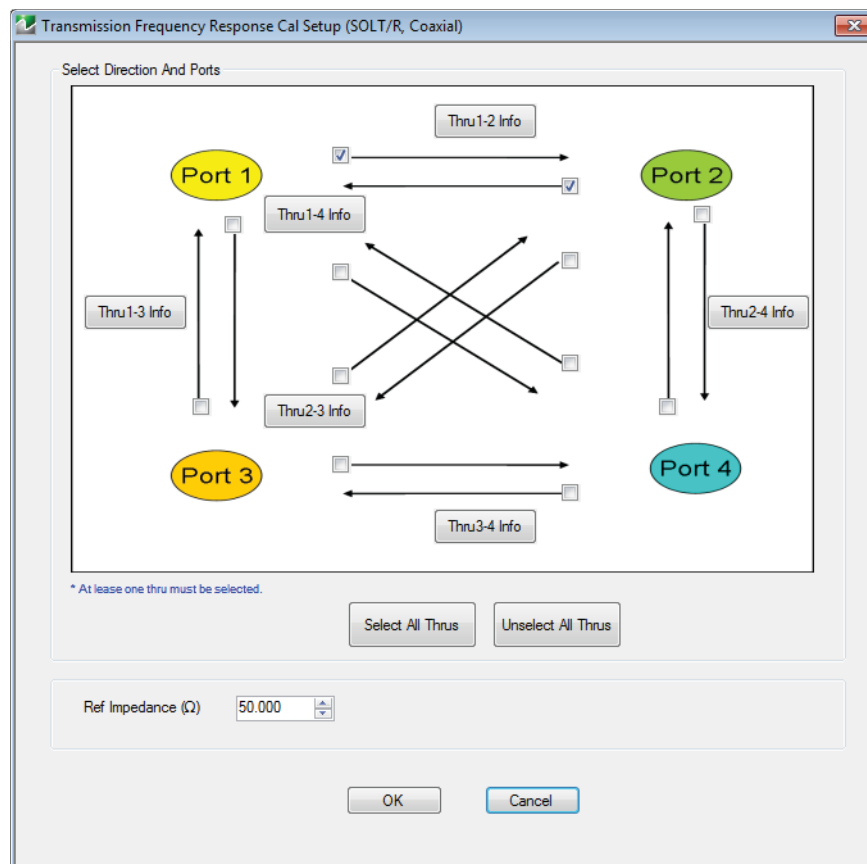 Transmission Frequency Response Cal Setup (SOLT/R, Coaxial)
Select Direction And Ports
Thru1-2 Info
Port 1
Port 2
Thru1-4 Info
Thru1-3 Info
Thru2-4 Info
Thru2-3 Info
Port 3
Port 4
Thru3-4 Info
* At lease one thru must be selected.
Select All Thrus
Unselect All Thrus
Ref Impedance (Ω)
50.000
OK
Cancel